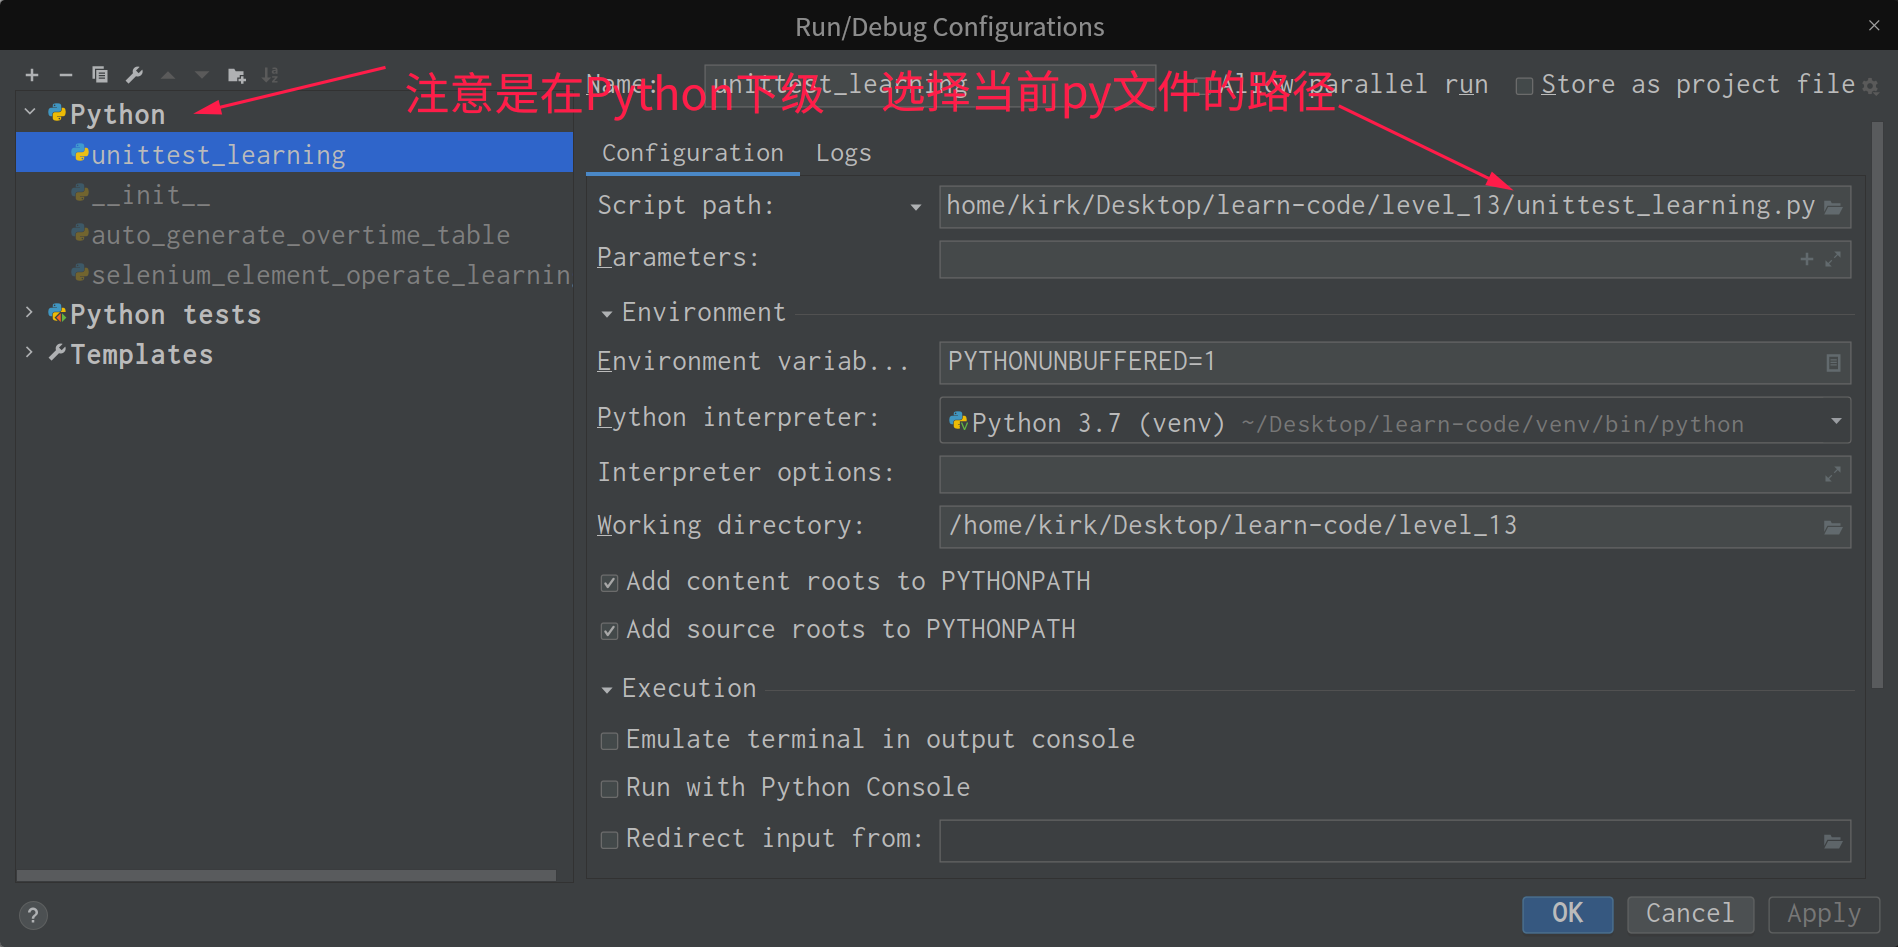 Run/Debug Configurations
Python
unittest_learning
__init__
auto_generate_overtime_table
selenium_element_operate_learnin
Python tests
Templates
注意是在Python下级 选择当前py文件的路径
Name: unittest_learning Allow parallel run Store as project file
Configuration Logs
Script path: home/kirk/Desktop/learn-code/level_13/unittest_learning.py
Parameters:
Environment
Environment variab... PYTHONUNBUFFERED=1
Python interpreter: Python 3.7 (venv) ~/Desktop/learn-code/venv/bin/python
Interpreter options:
Working directory: /home/kirk/Desktop/learn-code/level_13
Add content roots to PYTHONPATH
Add source roots to PYTHONPATH
Execution
Emulate terminal in output console
Run with Python Console
Redirect input from:
? OK Cancel Apply